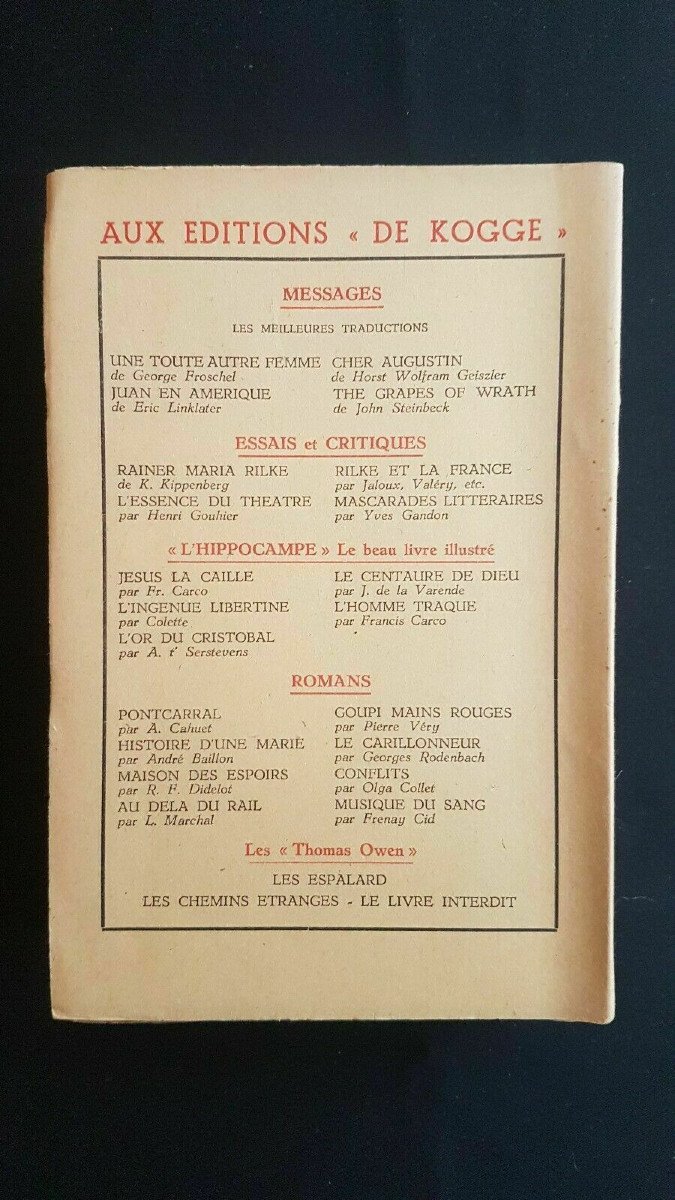 AUX EDITIONS « DE KOGGE »
MESSAGES
LES MEILLEURES TRADUCTIONS
UNE TOUTE AUTRE FEMME
de George Froschel
JUAN EN AMERIQUE
de Eric Linklater
CHER AUGUSTIN
de Horst Wolfram Geiszler
THE GRAPES OF WRATH
de John Steinbeck
ESSAIS et CRITIQUES
RAINER MARIA RILKE
de K. Kippenberg
L'ESSENCE DU THEATRE
par Henri Gouhier
RILKE ET LA FRANCE
par Jaloux, Valéry, etc.
MASCARADES LITTERAIRES
par Yves Gandon
« L'HIPPOCAMPE » Le beau livre illustré
JESUS LA CAILLE
par Fr. Carco
L'INGENUE LIBERTINE
par Colette
L'OR DU CRISTOBAL
par A. t' Serstevens
LE CENTAURE DE DIEU
par J. de la Varende
L'HOMME TRAQUE
par Francis Carco
ROMANS
PONTCARRAL
par A. Cahuet
HISTOIRE D'UNE MARIE
par André Baillon
MAISON DES ESPOIRS
par R. F. Didelot
AU DELA DU RAIL
par L. Marchal
GOUPI MAINS ROUGES
par Pierre Véry
LE CARILLONNEUR
par Georges Rodenbach
CONFLITS
par Olga Collet
MUSIQUE DU SANG
par Frenay Cid
Les « Thomas Owen »
LES ESPALARD
LES CHEMINS ETRANGES - LE LIVRE INTERDIT